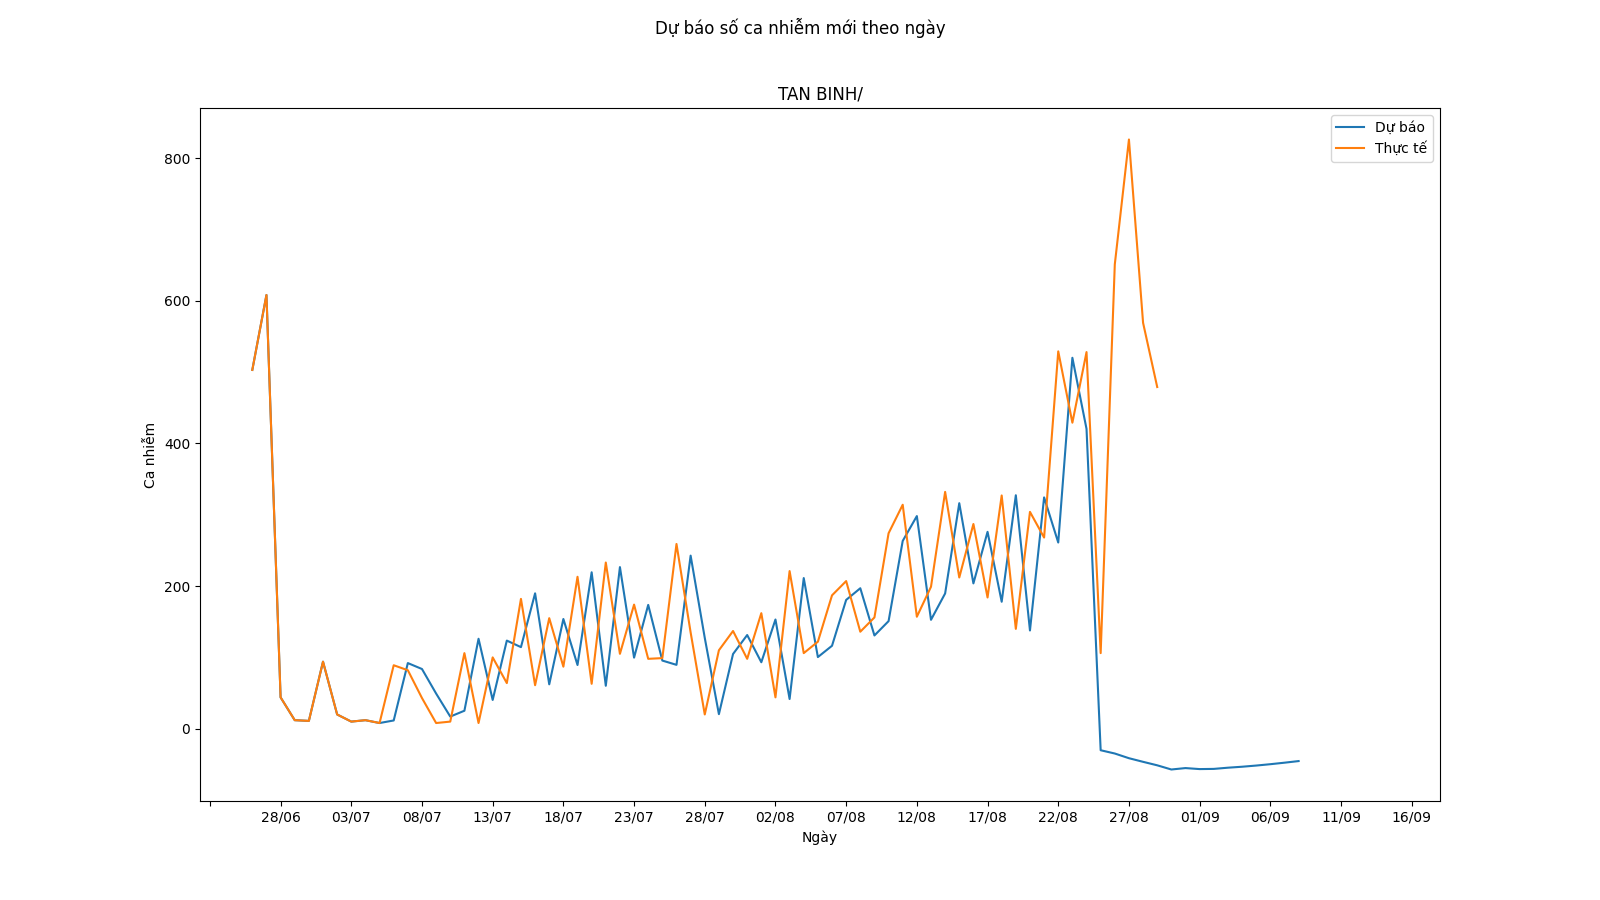 Dự báo số ca nhiễm mới theo ngày
TAN BINH/
Dự báo
Thực tế
800
600
400
200
0
Ca nhiễm
28/06 03/07 08/07 13/07 18/07 23/07 28/07 02/08 07/08 12/08 17/08 22/08 27/08 01/09 06/09 11/09 16/09
Ngày